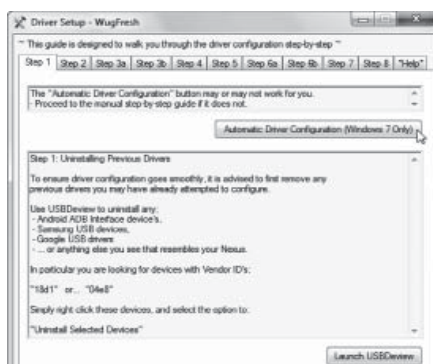 Driver Setup - WugFresh
~ This guide is designed to walk you through the driver configuration step-by-step ~
Step 1 Step 2 Step 3a Step 3b Step 4 Step 5 Step 6a Step 6b Step 7 Step 8 "Help"
The "Automatic Driver Configuration" button may or may not work for you.
- Proceed to the manual step-by-step guide if it does not.
Automatic Driver Configuration (Windows 7 Only)
Step 1: Uninstalling Previous Drivers
To ensure driver configuration goes smoothly, it is advised to first remove any
previous drivers you may have already attempted to configure.
Use USBDeview to uninstall any:
- Android ADB Interface device's,
- Samsung USB devices,
- Google USB drivers
- ... or anything else you see that resembles your Nexus.
In particular you are looking for devices with Vendor ID's:
"18d1" or... "04e8"
Simply right click these devices, and select the option to:
"Uninstall Selected Devices"
Launch USBDeview